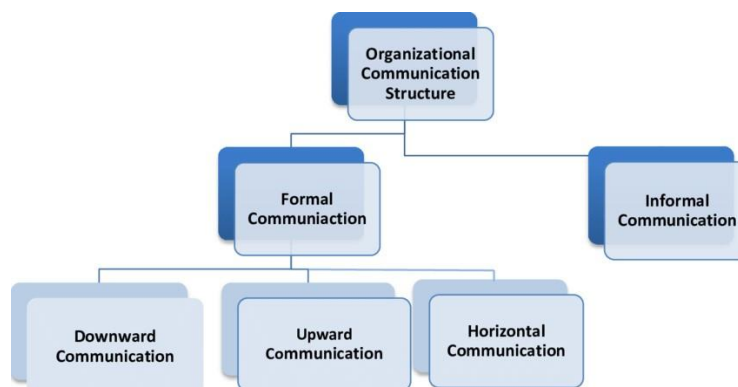 Organizational
Communication
Structure
Formal
Communiaction
Informal
Communication
Downward
Communication
Upward
Communication
Horizontal
Communication